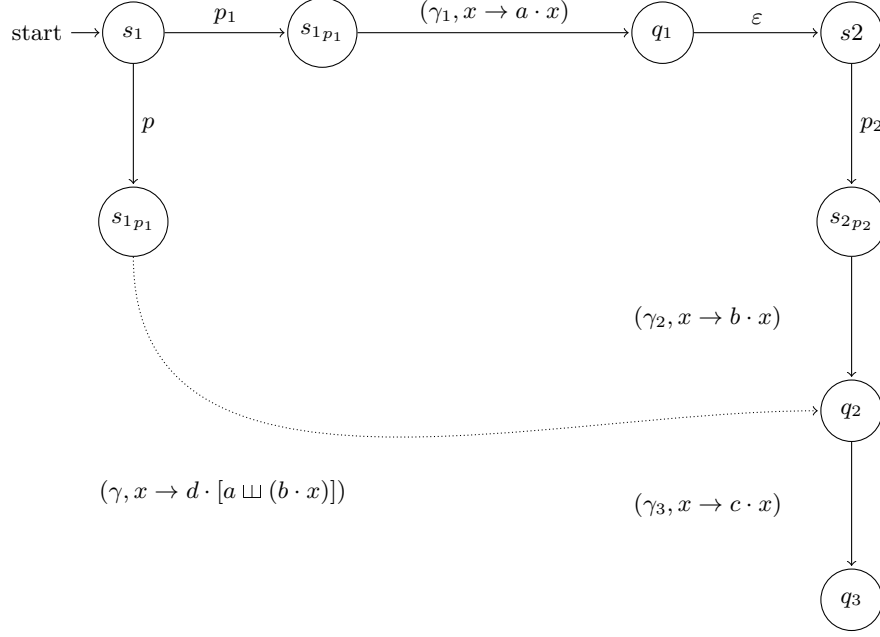 start s₁ p₁ s₁ₚ₁ (γ₁, x → a · x) q₁ ε s2
p p₂
s₁ₚ₁ s₂ₚ₂
(γ₂, x → b · x)
q₂
(γ, x → d · [a ⧢ (b · x)]) (γ₃, x → c · x)
q₃